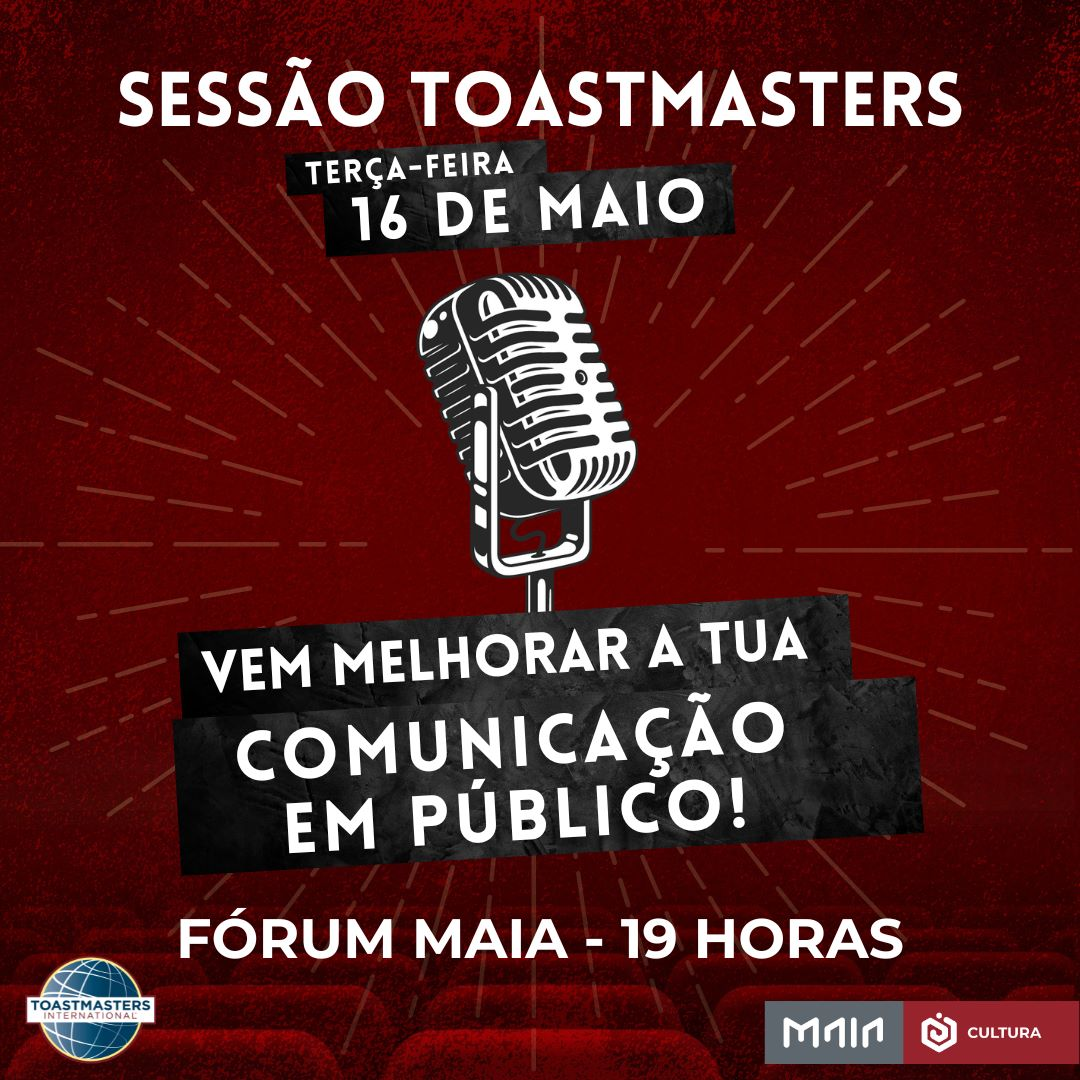 SESSÃO TOASTMASTERS
TERÇA-FEIRA
16 DE MAIO
VEM MELHORAR A TUA
COMUNICAÇÃO
EM PÚBLICO!
FÓRUM MAIA - 19 HORAS
TOASTMASTERS
INTERNATIONAL
MAIA
CULTURA